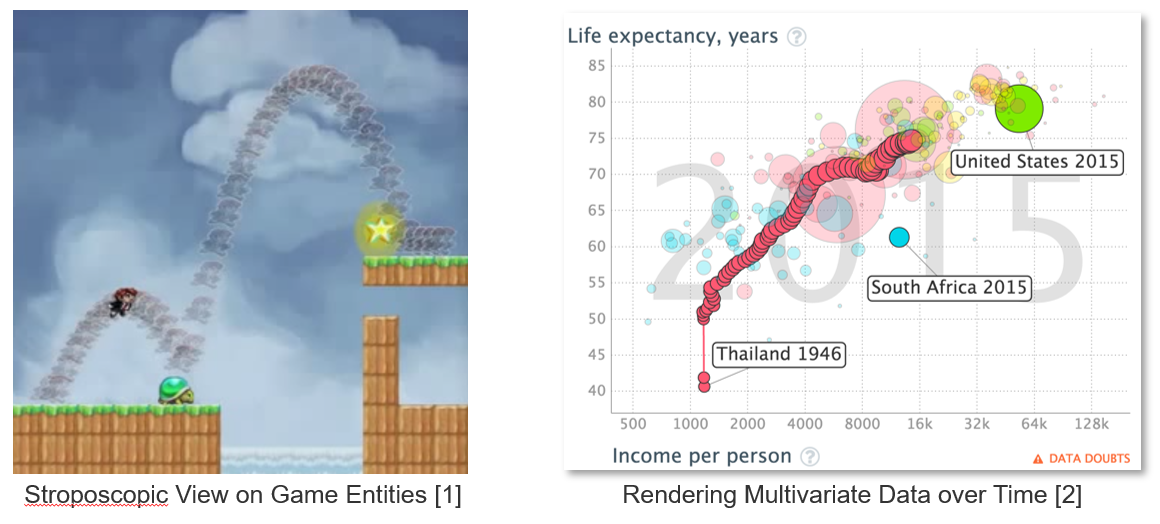 Life expectancy, years ?
85
80
75
70
65
60
55
50
45
40
2015
United States 2015
South Africa 2015
Thailand 1946
500 1000 2000 4000 8000 16k 32k 64k 128k
Income per person ?
DATA DOUBTS
Stroposcopic View on Game Entities [1]
Rendering Multivariate Data over Time [2]